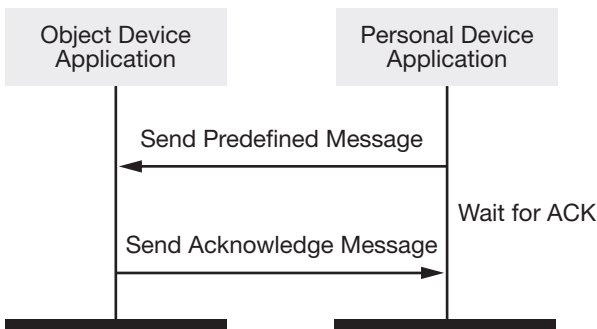 Object Device
Application
Personal Device
Application
Send Predefined Message
Wait for ACK
Send Acknowledge Message